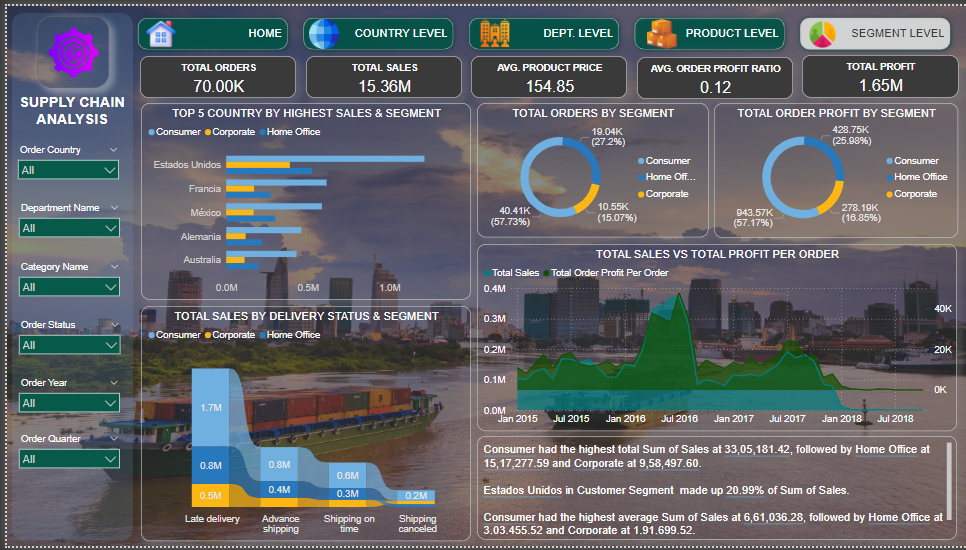 HOME
COUNTRY LEVEL
DEPT. LEVEL
PRODUCT LEVEL
SEGMENT LEVEL
SUPPLY CHAIN
ANALYSIS
TOTAL ORDERS
70.00K
TOTAL SALES
15.36M
AVG. PRODUCT PRICE
154.85
AVG. ORDER PROFIT RATIO
0.12
TOTAL PROFIT
1.65M
Order Country
All
Department Name
All
Category Name
All
Order Status
All
Order Year
All
Order Quarter
All
TOP 5 COUNTRY BY HIGHEST SALES & SEGMENT
Consumer Corporate Home Office
Estados Unidos
Francia
México
Alemania
Australia
0.0M 0.5M 1.0M
TOTAL ORDERS BY SEGMENT
19.04K
(27.2%)
10.55K
(15.07%)
40.41K
(57.73%)
Consumer
Home Off...
Corporate
TOTAL ORDER PROFIT BY SEGMENT
428.75K
(25.98%)
278.19K
(16.85%)
943.57K
(57.17%)
Consumer
Home Office
Corporate
TOTAL SALES BY DELIVERY STATUS & SEGMENT
Consumer Corporate Home Office
1.7M
0.8M
0.5M
0.8M
0.4M
0.6M
0.3M
0.2M
Late delivery
Advance
shipping
Shipping on
time
Shipping
canceled
TOTAL SALES VS TOTAL PROFIT PER ORDER
Total Sales Total Order Profit Per Order
0.4M
0.3M
0.2M
0.1M
0.0M
40K
20K
0K
Jan 2015 Jul 2015 Jan 2016 Jul 2016 Jan 2017 Jul 2017 Jan 2018 Jul 2018
Consumer had the highest total Sum of Sales at 33,05,181.42, followed by Home Office at
15,17,277.59 and Corporate at 9,58,497.60.
Estados Unidos in Customer Segment made up 20.99% of Sum of Sales.
Consumer had the highest average Sum of Sales at 6,61,036.28, followed by Home Office at
3,03,455.52 and Corporate at 1,91,699.52.